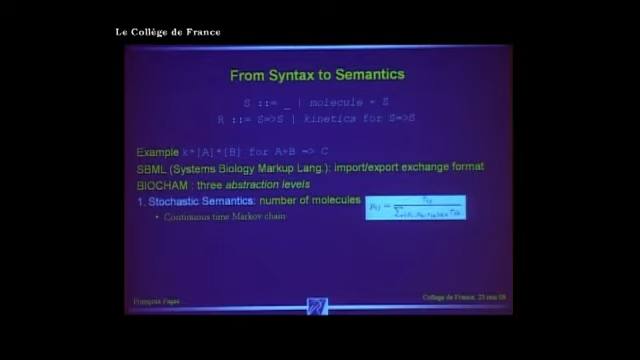 Le Collège de France
From Syntax to Semantics
S ::= _ | molecule + S
R ::= S=>S | kinetics for S=>S
Example k*[A]*[B] for A+B => C
SBML (Systems Biology Markup Lang.): import/export exchange format
BIOCHAM : three abstraction levels
1. Stochastic Semantics: number of molecules
• Continuous time Markov chain
François Fages
Collège de France, 23 mai 08